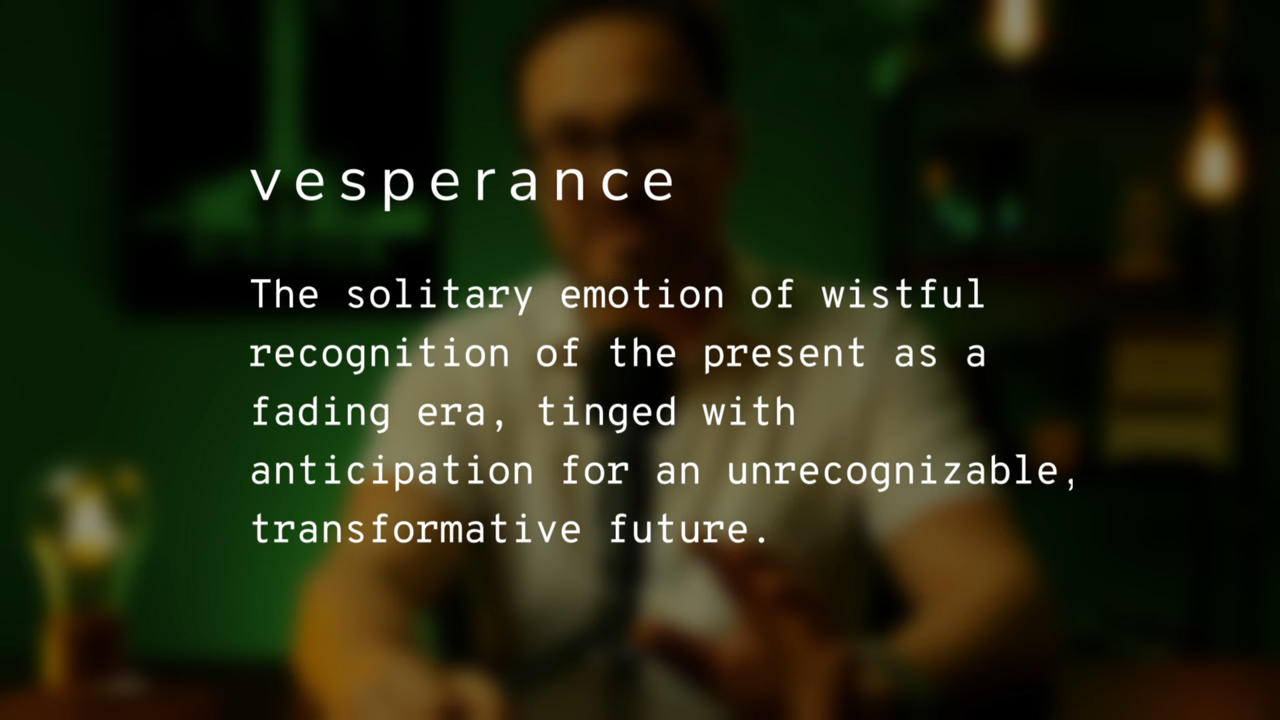 vesperance
The solitary emotion of wistful
recognition of the present as a
fading era, tinged with
anticipation for an unrecognizable,
transformative future.